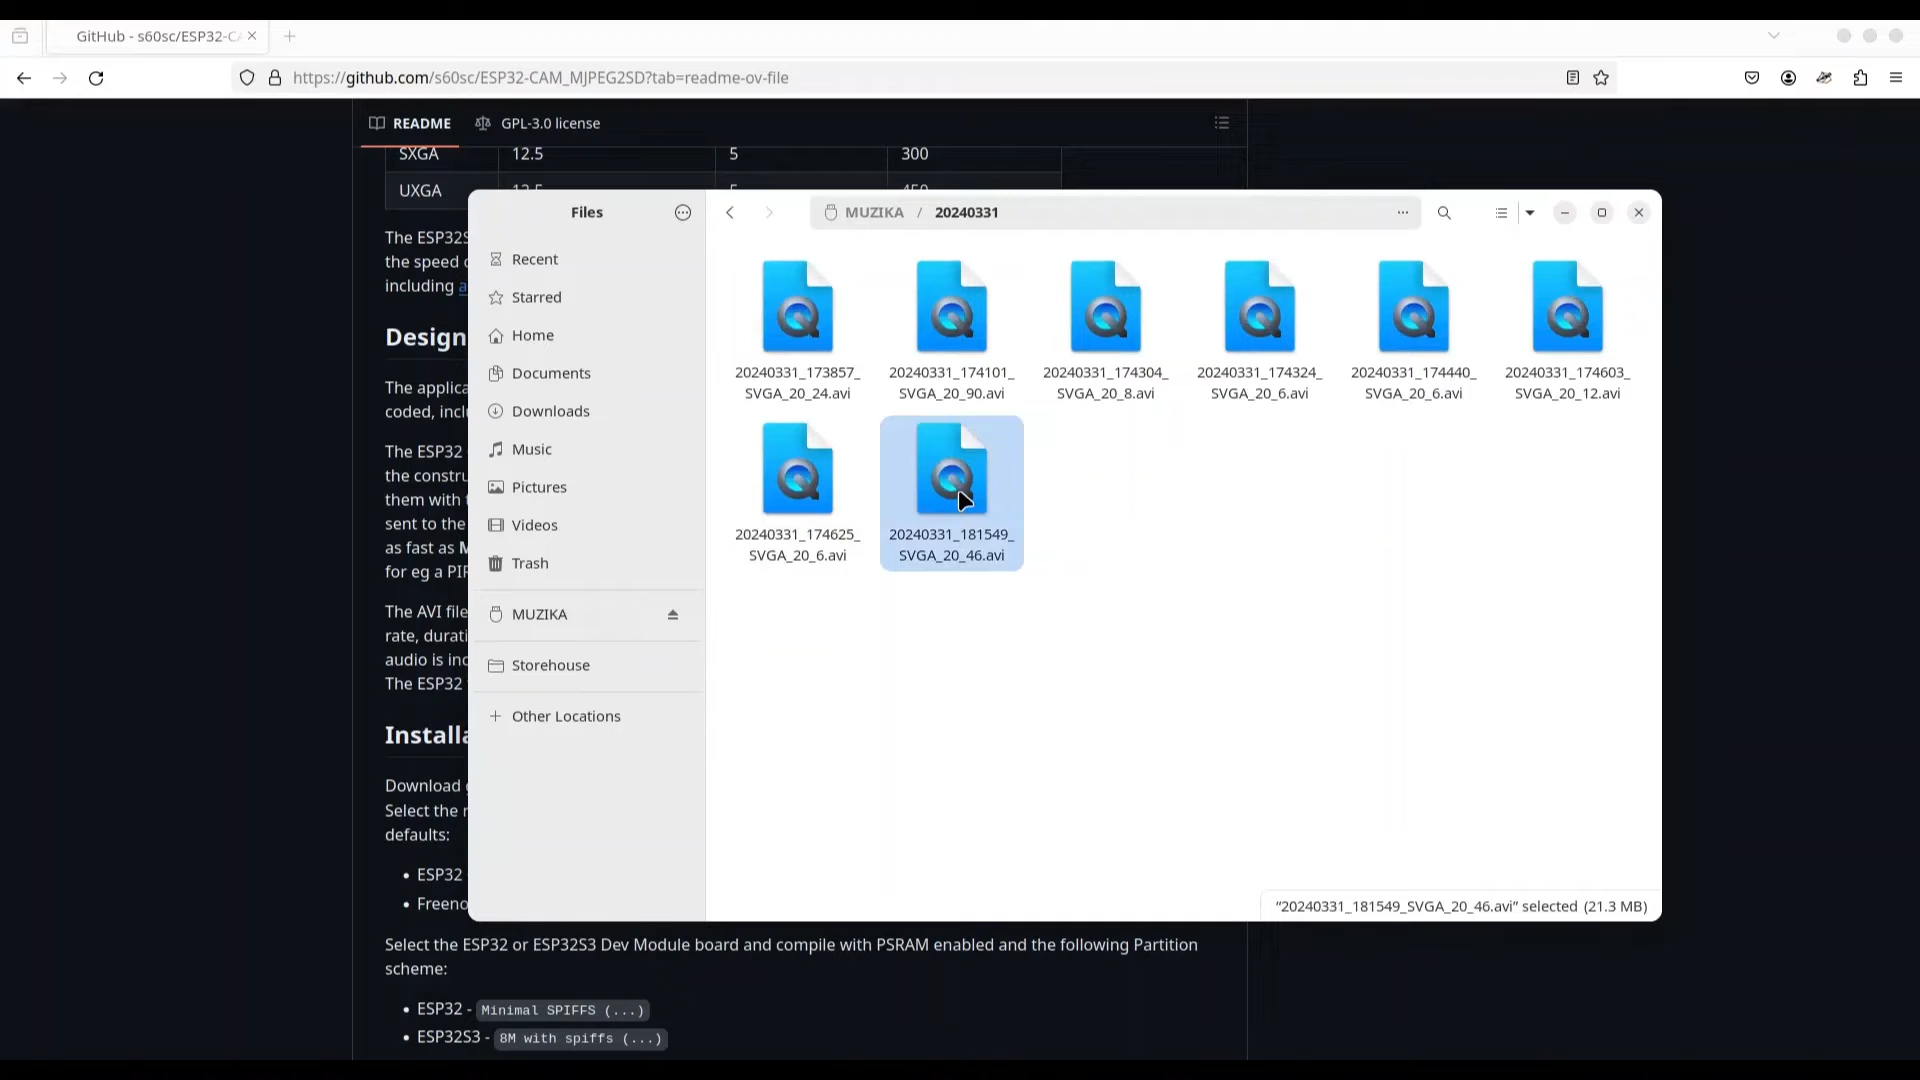 GitHub - s60sc/ESP32-CA
https://github.com/s60sc/ESP32-CAM_MJPEG2SD?tab=readme-ov-file
README
GPL-3.0 license
SXGA 12.5 5 300
UXGA 12.5 5 450
The ESP32S
the speed o
including a
Design
The applica
coded, incl
The ESP32
the constru
them with t
sent to the
as fast as M
for eg a PIR
The AVI file
rate, durati
audio is inc
The ESP32
Installa
Download g
Select the r
defaults:
• ESP32
• Freeno
Select the ESP32 or ESP32S3 Dev Module board and compile with PSRAM enabled and the following Partition
scheme:
• ESP32 - Minimal SPIFFS (...)
• ESP32S3 - 8M with spiffs (...)
Files
Recent
Starred
Home
Documents
Downloads
Music
Pictures
Videos
Trash
MUZIKA
Storehouse
Other Locations
MUZIKA / 20240331
20240331_173857_
SVGA_20_24.avi
20240331_174101_
SVGA_20_90.avi
20240331_174304_
SVGA_20_8.avi
20240331_174324_
SVGA_20_6.avi
20240331_174440_
SVGA_20_6.avi
20240331_174603_
SVGA_20_12.avi
20240331_174625_
SVGA_20_6.avi
20240331_181549_
SVGA_20_46.avi
“20240331_181549_SVGA_20_46.avi” selected (21.3 MB)